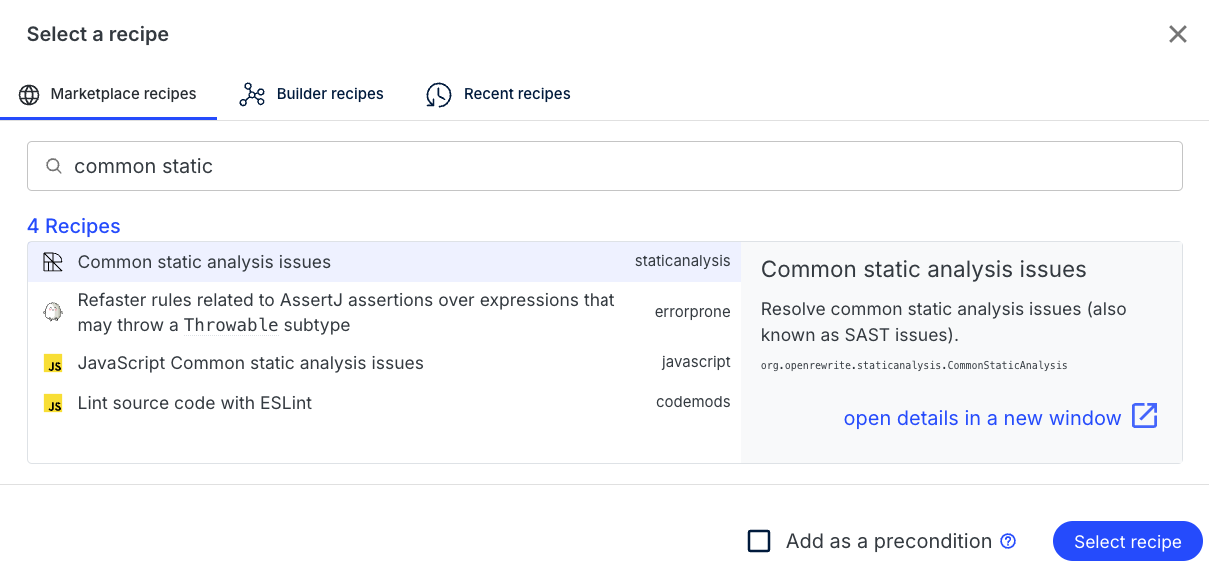 Select a recipe
Marketplace recipes
Builder recipes
Recent recipes
common static
4 Recipes
Common static analysis issues
staticanalysis
Refaster rules related to AssertJ assertions over expressions that
may throw a Throwable subtype
errorprone
JS
JavaScript Common static analysis issues
javascript
JS
Lint source code with ESLint
codemods
Common static analysis issues
Resolve common static analysis issues (also
known as SAST issues).
org.openrewrite.staticanalysis.CommonStaticAnalysis
open details in a new window
Add as a precondition
Select recipe